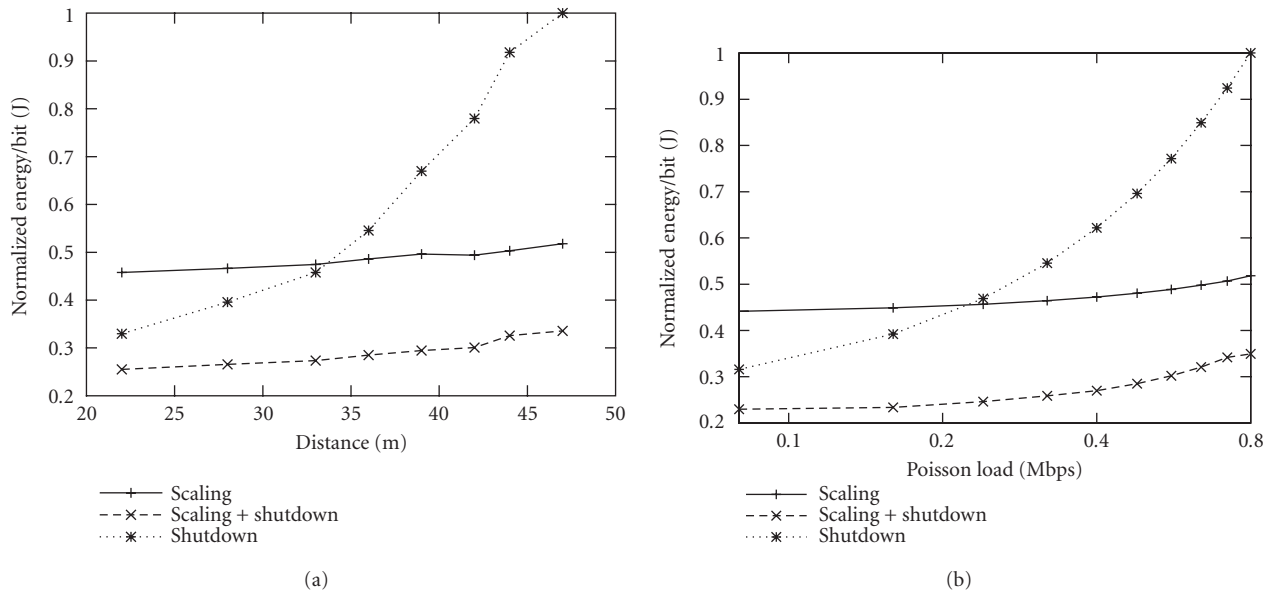 1
0.9
0.8
0.7
0.6
0.5
0.4
0.3
0.2
Normalized energy/bit (J)
20 25 30 35 40 45 50
Distance (m)
Scaling
Scaling + shutdown
Shutdown
(a)
1
0.9
0.8
0.7
0.6
0.5
0.4
0.3
0.2
Normalized energy/bit (J)
0.1 0.2 0.4 0.8
Poisson load (Mbps)
Scaling
Scaling + shutdown
Shutdown
(b)